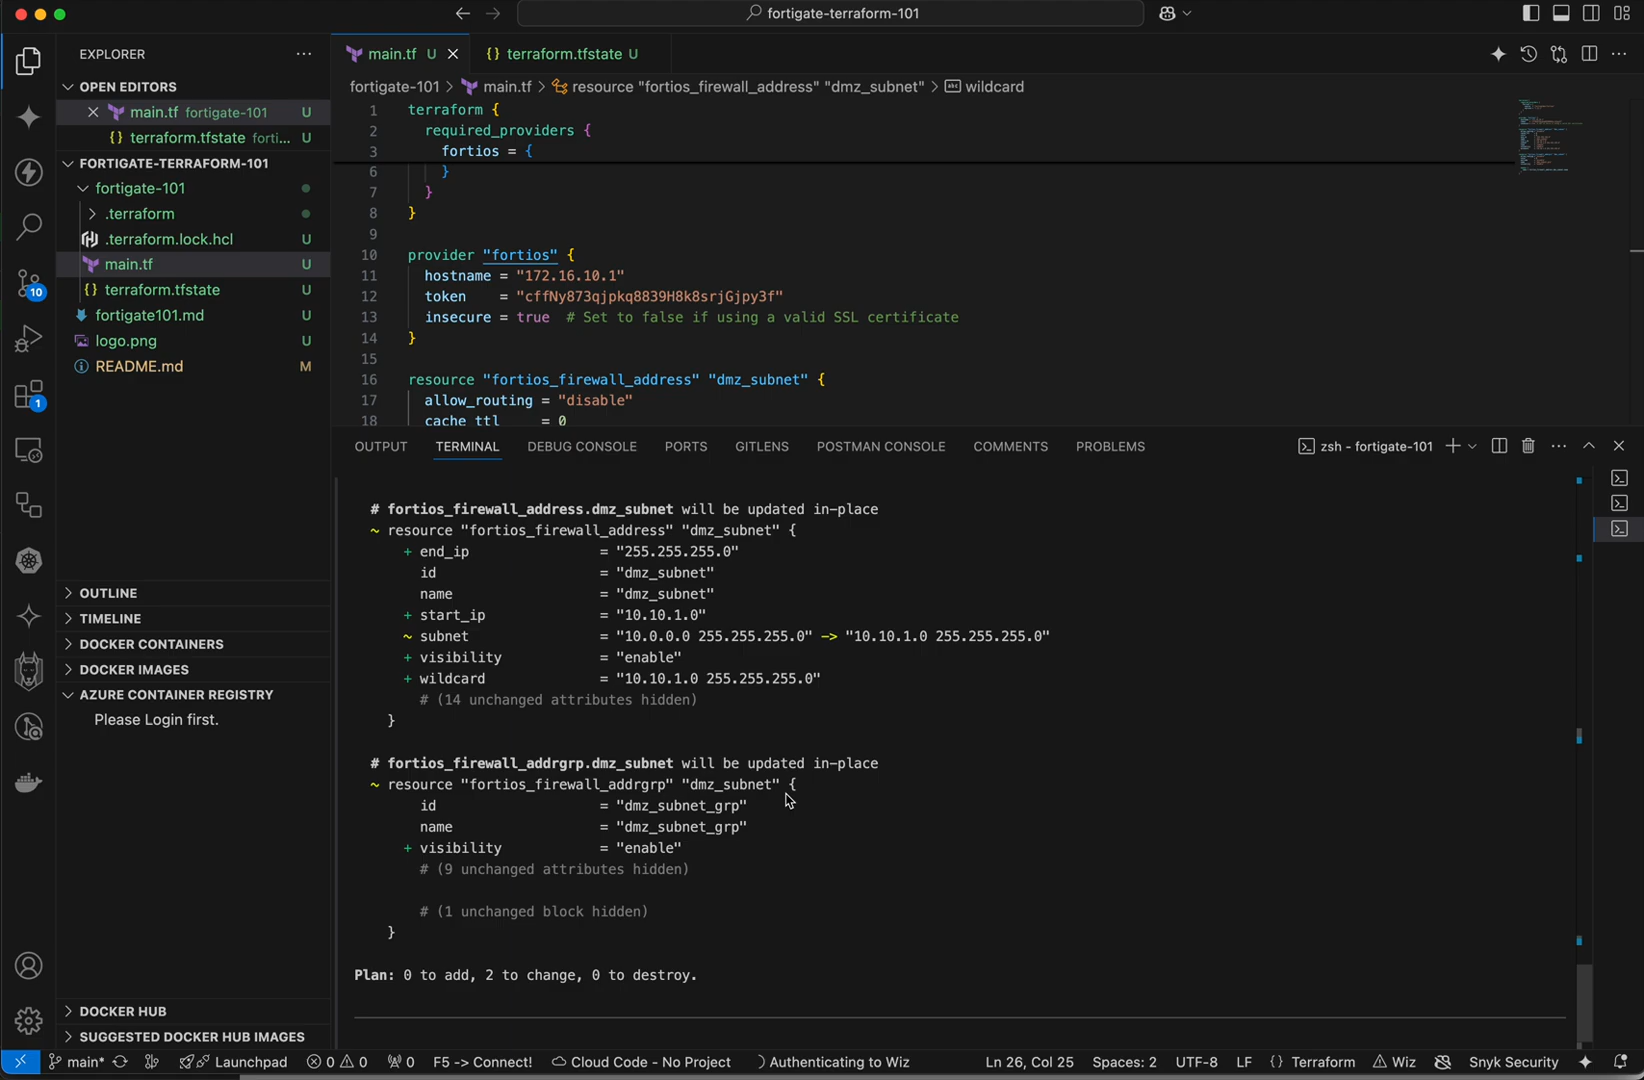 fortigate-terraform-101
EXPLORER
main.tf U
{} terraform.tfstate U
OPEN EDITORS
fortigate-101 > main.tf > resource "fortios_firewall_address" "dmz_subnet" > wildcard
main.tf fortigate-101 U
{} terraform.tfstate forti... U
FORTIGATE-TERRAFORM-101
fortigate-101
.terraform
.terraform.lock.hcl U
main.tf U
{} terraform.tfstate U
fortigate101.md U
logo.png U
README.md M
10
1
1 terraform {
2 required_providers {
3 fortios = {
6 }
7 }
8 }
9
10 provider "fortios" {
11 hostname = "172.16.10.1"
12 token = "cffNy873qjpkq8839H8k8srjGjpy3f"
13 insecure = true # Set to false if using a valid SSL certificate
14 }
15
16 resource "fortios_firewall_address" "dmz_subnet" {
17 allow_routing = "disable"
18 cache_ttl = 0
OUTPUT TERMINAL DEBUG CONSOLE PORTS GITLENS POSTMAN CONSOLE COMMENTS PROBLEMS
zsh - fortigate-101
# fortios_firewall_address.dmz_subnet will be updated in-place
~ resource "fortios_firewall_address" "dmz_subnet" {
+ end_ip = "255.255.255.0"
id = "dmz_subnet"
name = "dmz_subnet"
+ start_ip = "10.10.1.0"
~ subnet = "10.0.0.0 255.255.255.0" -> "10.10.1.0 255.255.255.0"
+ visibility = "enable"
+ wildcard = "10.10.1.0 255.255.255.0"
# (14 unchanged attributes hidden)
}
# fortios_firewall_addrgrp.dmz_subnet will be updated in-place
~ resource "fortios_firewall_addrgrp" "dmz_subnet" {
id = "dmz_subnet_grp"
name = "dmz_subnet_grp"
+ visibility = "enable"
# (9 unchanged attributes hidden)
# (1 unchanged block hidden)
}
Plan: 0 to add, 2 to change, 0 to destroy.
OUTLINE
TIMELINE
DOCKER CONTAINERS
DOCKER IMAGES
AZURE CONTAINER REGISTRY
Please Login first.
DOCKER HUB
SUGGESTED DOCKER HUB IMAGES
main* Launchpad 0 0 0 F5 -> Connect! Cloud Code - No Project Authenticating to Wiz Ln 26, Col 25 Spaces: 2 UTF-8 LF {} Terraform Wiz Snyk Security